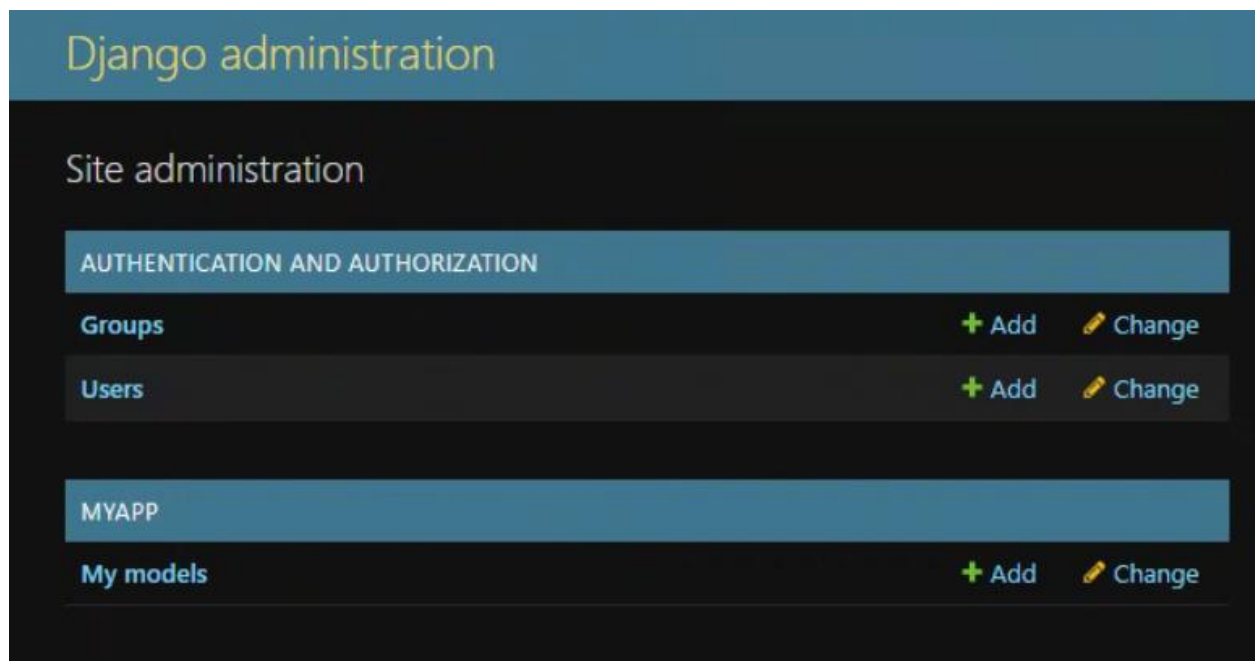 Django administration
Site administration
AUTHENTICATION AND AUTHORIZATION
Groups Add Change
Users Add Change
MYAPP
My models Add Change